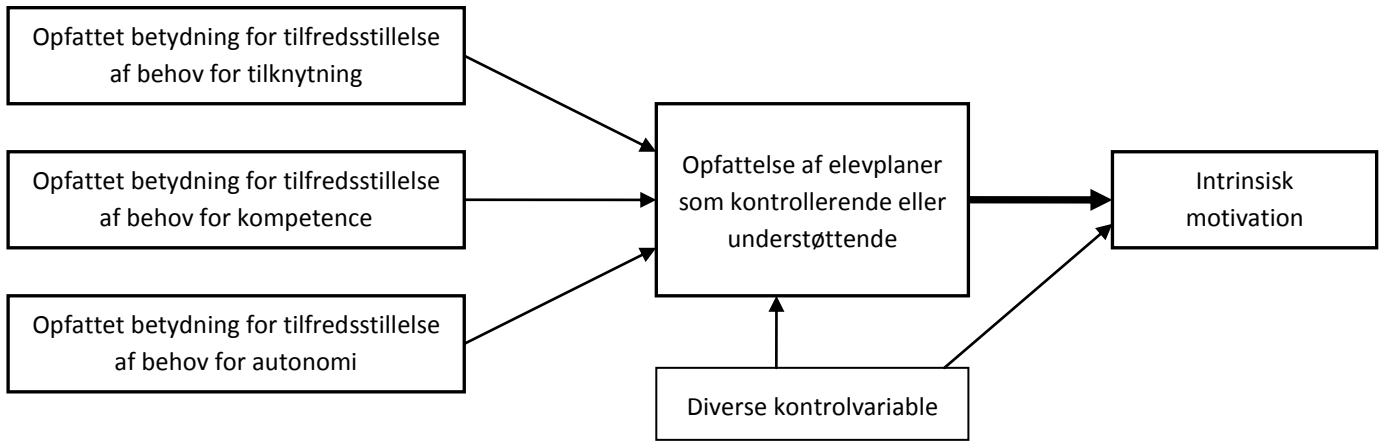 Opfattet betydning for tilfredsstillelse
af behov for tilknytning
Opfattet betydning for tilfredsstillelse
af behov for kompetence
Opfattet betydning for tilfredsstillelse
af behov for autonomi
Opfattelse af elevplaner
som kontrollerende eller
understøttende
Diverse kontrolvariable
Intrinsisk
motivation